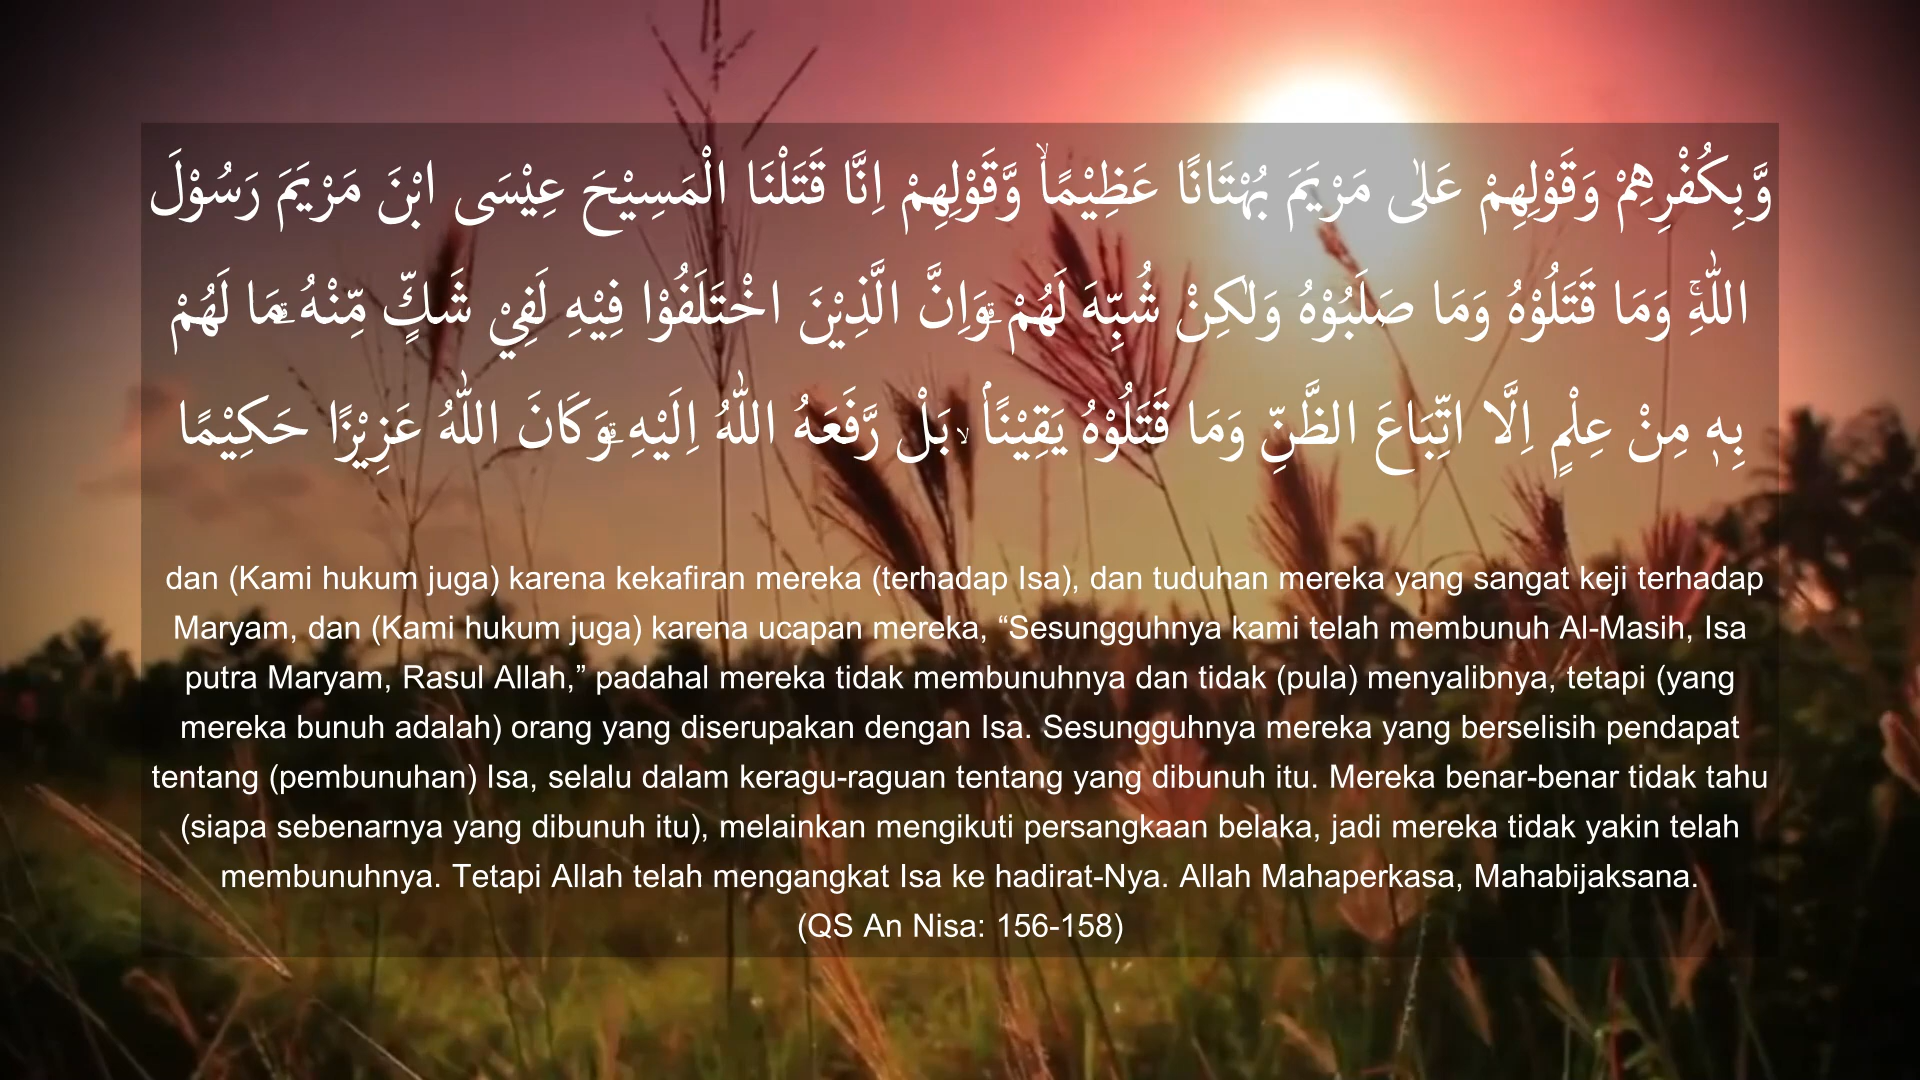 وَّبِكُفْرِهِمْ وَقَوْلِهِمْ عَلٰى مَرْيَمَ بُهْتَانًا عَظِيْمًاۙ وَّقَوْلِهِمْ اِنَّا قَتَلْنَا الْمَسِيْحَ عِيْسَى ابْنَ مَرْيَمَ رَسُوْلَ
اللّٰهِۚ وَمَا قَتَلُوْهُ وَمَا صَلَبُوْهُ وَلٰكِنْ شُبِّهَ لَهُمْ ۗوَاِنَّ الَّذِيْنَ اخْتَلَفُوْا فِيْهِ لَفِيْ شَكٍّ مِّنْهُ ۗمَا لَهُمْ
بِهٖ مِنْ عِلْمٍ اِلَّا اتِّبَاعَ الظَّنِّ وَمَا قَتَلُوْهُ يَقِيْنًاۢ ۙبَلْ رَّفَعَهُ اللّٰهُ اِلَيْهِ ۗوَكَانَ اللّٰهُ عَزِيْزًا حَكِيْمًا
dan (Kami hukum juga) karena kekafiran mereka (terhadap Isa), dan tuduhan mereka yang sangat keji terhadap
Maryam, dan (Kami hukum juga) karena ucapan mereka, “Sesungguhnya kami telah membunuh Al-Masih, Isa
putra Maryam, Rasul Allah,” padahal mereka tidak membunuhnya dan tidak (pula) menyalibnya, tetapi (yang
mereka bunuh adalah) orang yang diserupakan dengan Isa. Sesungguhnya mereka yang berselisih pendapat
tentang (pembunuhan) Isa, selalu dalam keragu-raguan tentang yang dibunuh itu. Mereka benar-benar tidak tahu
(siapa sebenarnya yang dibunuh itu), melainkan mengikuti persangkaan belaka, jadi mereka tidak yakin telah
membunuhnya. Tetapi Allah telah mengangkat Isa ke hadirat-Nya. Allah Mahaperkasa, Mahabijaksana.
(QS An Nisa: 156-158)